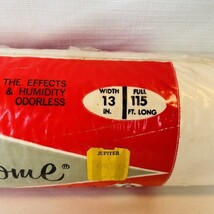 THE EFFECTS
& HUMIDITY
ODORLESS
WIDTH
13
IN.
FULL
115
FT. LONG
ome®
JUPITER